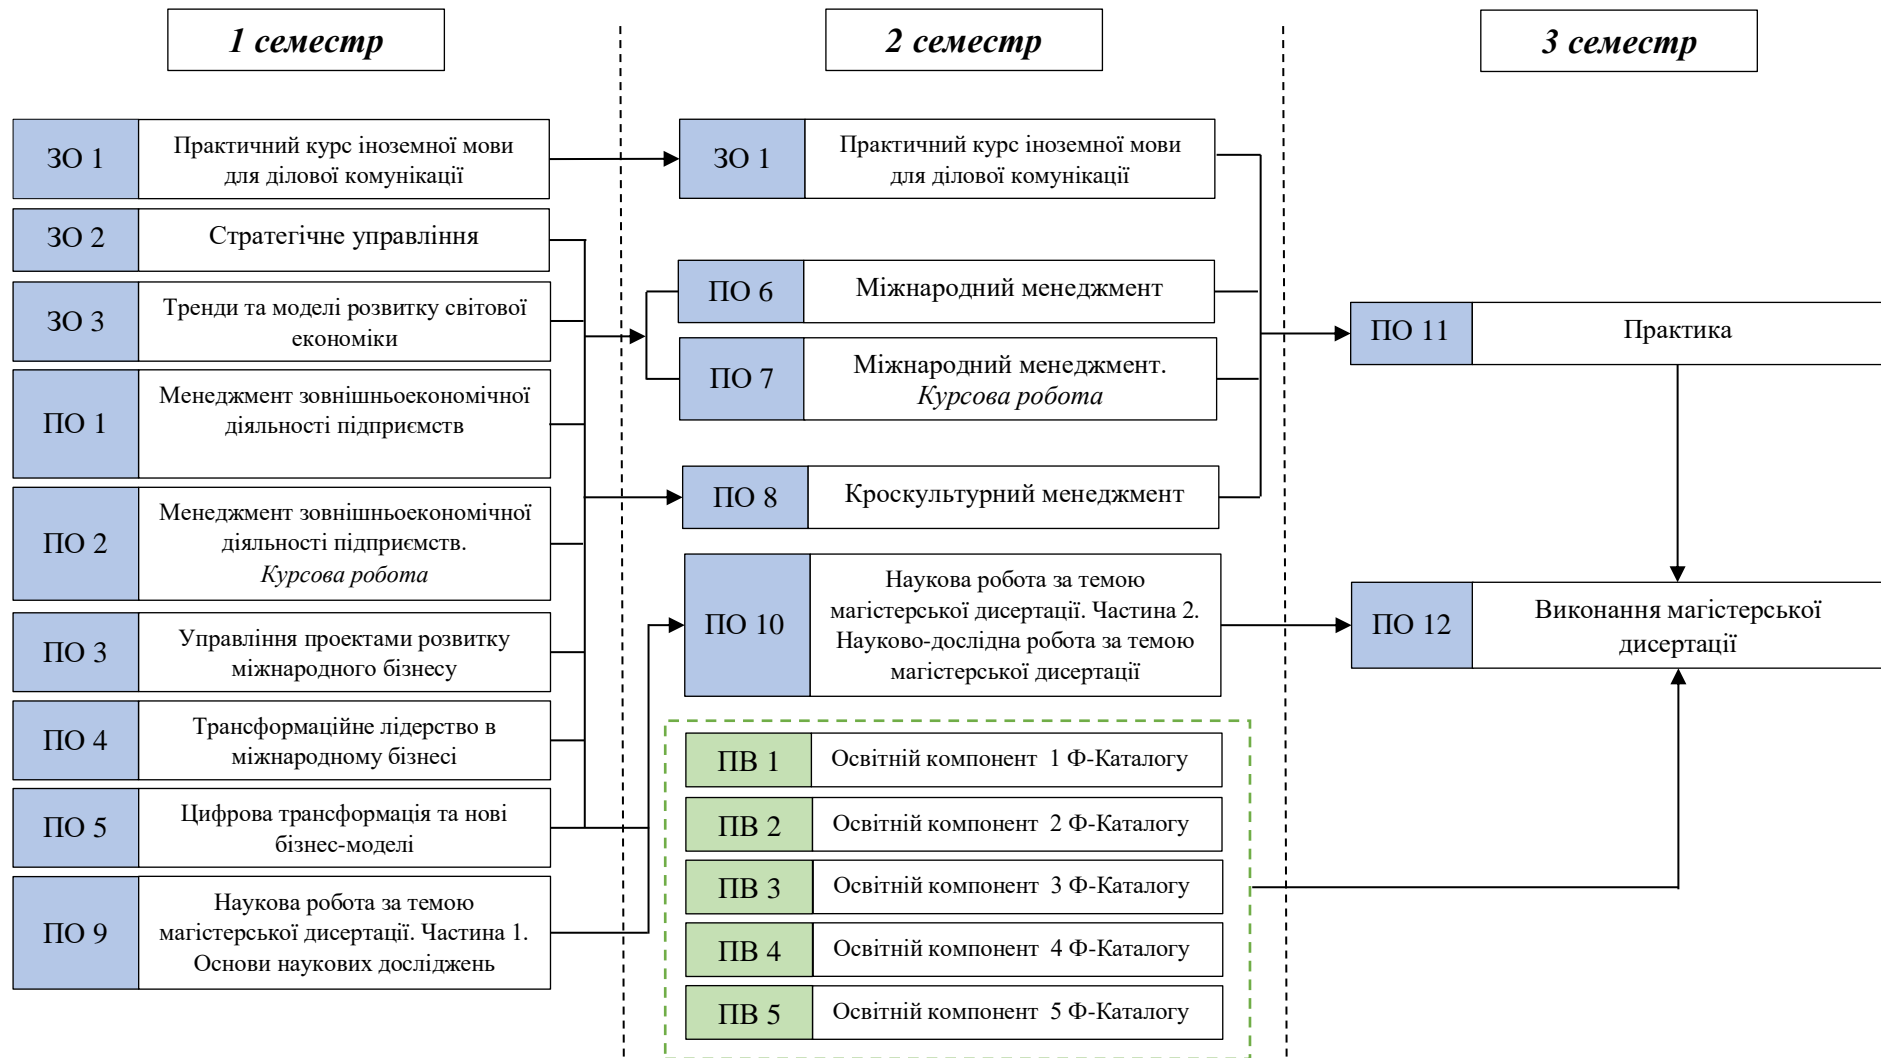 1 семестр
2 семестр
3 семестр
ЗО 1
Практичний курс іноземної мови
для ділової комунікації
ЗО 2
Стратегічне управління
ЗО 3
Тренди та моделі розвитку світової
економіки
ПО 1
Менеджмент зовнішньоекономічної
діяльності підприємств
ПО 2
Менеджмент зовнішньоекономічної
діяльності підприємств.
Курсова робота
ПО 3
Управління проектами розвитку
міжнародного бізнесу
ПО 4
Трансформаційне лідерство в
міжнародному бізнесі
ПО 5
Цифрова трансформація та нові
бізнес-моделі
ПО 9
Наукова робота за темою
магістерської дисертації. Частина 1.
Основи наукових досліджень
ЗО 1
Практичний курс іноземної мови
для ділової комунікації
ПО 6
Міжнародний менеджмент
ПО 7
Міжнародний менеджмент.
Курсова робота
ПО 8
Кроскультурний менеджмент
ПО 10
Наукова робота за темою
магістерської дисертації. Частина 2.
Науково-дослідна робота за темою
магістерської дисертації
ПВ 1
Освітній компонент 1 Ф-Каталогу
ПВ 2
Освітній компонент 2 Ф-Каталогу
ПВ 3
Освітній компонент 3 Ф-Каталогу
ПВ 4
Освітній компонент 4 Ф-Каталогу
ПВ 5
Освітній компонент 5 Ф-Каталогу
ПО 11
Практика
ПО 12
Виконання магістерської
дисертації